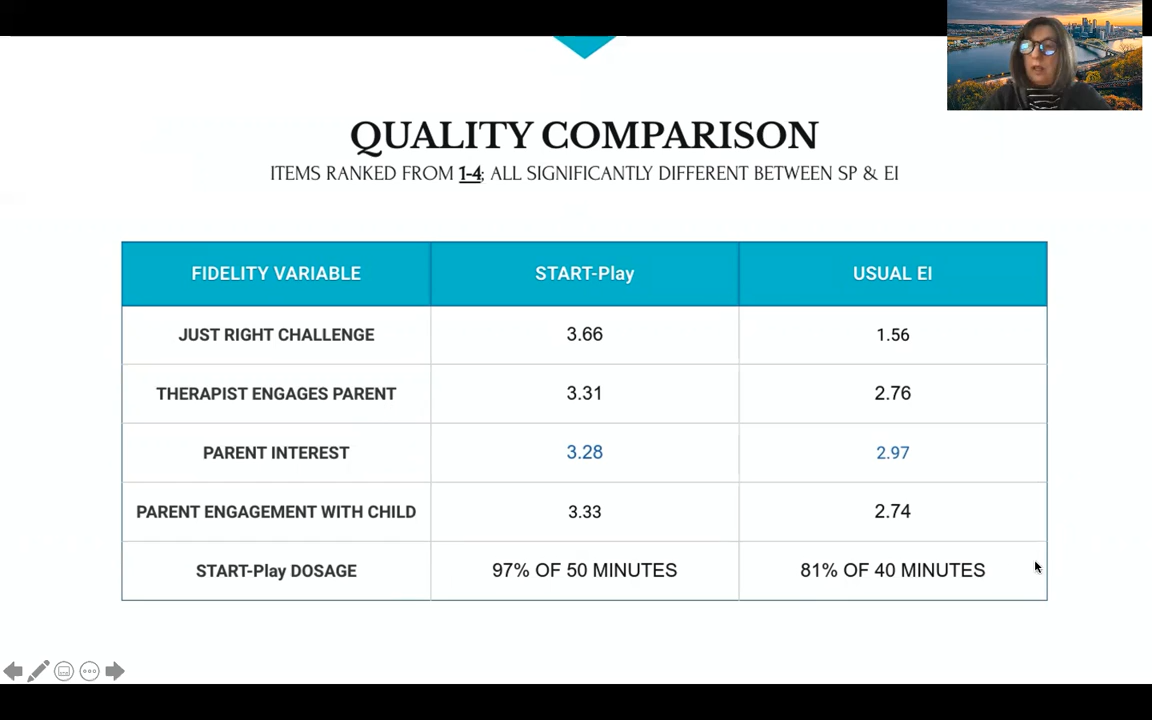 QUALITY COMPARISON
ITEMS RANKED FROM 1-4; ALL SIGNIFICANTLY DIFFERENT BETWEEN SP & EI
FIDELITY VARIABLE START-Play USUAL EI
JUST RIGHT CHALLENGE 3.66 1.56
THERAPIST ENGAGES PARENT 3.31 2.76
PARENT INTEREST 3.28 2.97
PARENT ENGAGEMENT WITH CHILD 3.33 2.74
START-Play DOSAGE 97% OF 50 MINUTES 81% OF 40 MINUTES